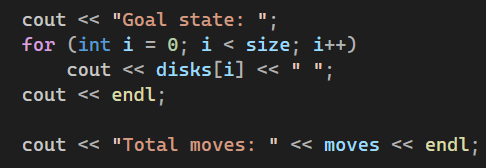 cout << "Goal state: ";
for (int i = 0; i < size; i++)
    cout << disks[i] << " ";
cout << endl;

cout << "Total moves: " << moves << endl;